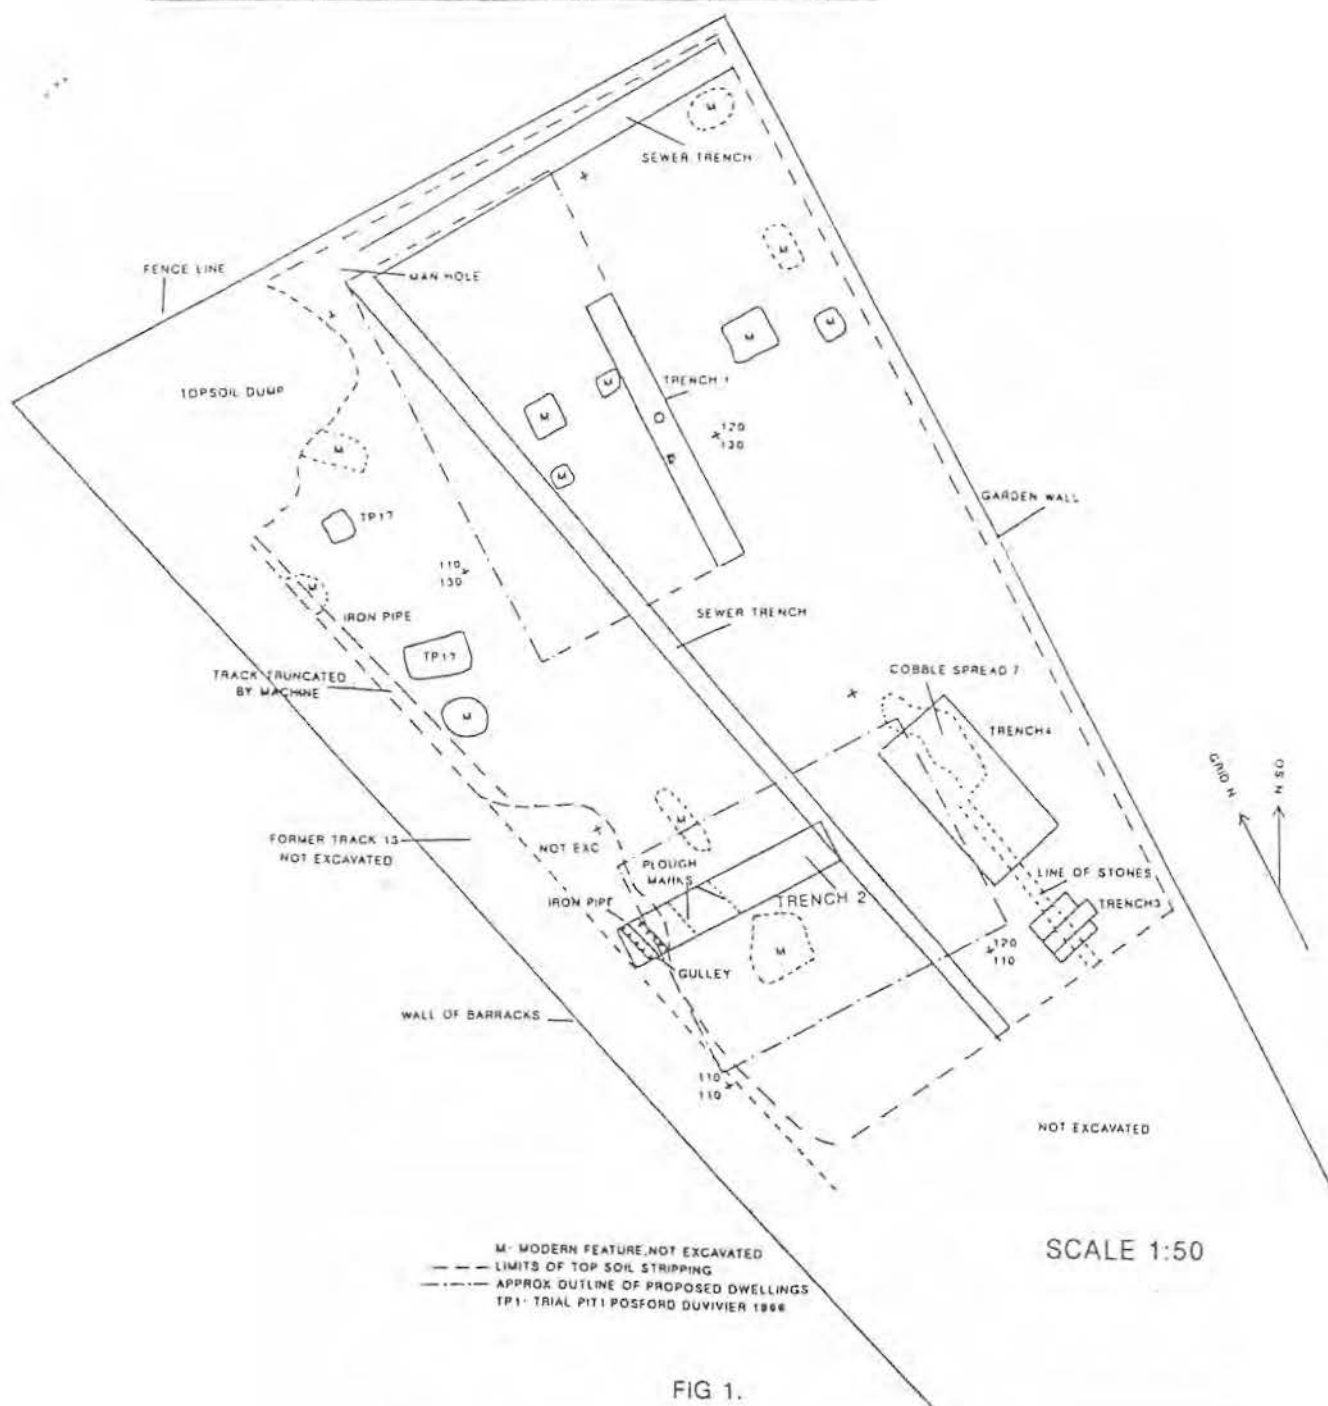 M
SEWER TRENCH
M
FENCE LINE
MAN HOLE
M
M
TOPSOIL DUMP
TRENCH 1
M
M
120
130
M
M
GARDEN WALL
TP17
110
130
M
IRON PIPE
SEWER TRENCH
TP17
COBBLE SPREAD 7
TRACK TRUNCATED
BY MACHINE
M
TRENCH4
GRID N
OS N
M
FORMER TRACK 13
NOT EXCAVATED
NOT EXC
PLOUGH
MARKS
LINE OF STONES
IRON PIPE
TRENCH 2
TRENCH3
M
120
110
GULLEY
WALL OF BARRACKS
110
110
NOT EXCAVATED
M- MODERN FEATURE,NOT EXCAVATED
LIMITS OF TOP SOIL STRIPPING
APPROX OUTLINE OF PROPOSED DWELLINGS
TP1- TRIAL PIT1 POSFORD DUVIVIER
SCALE 1:50
FIG 1.